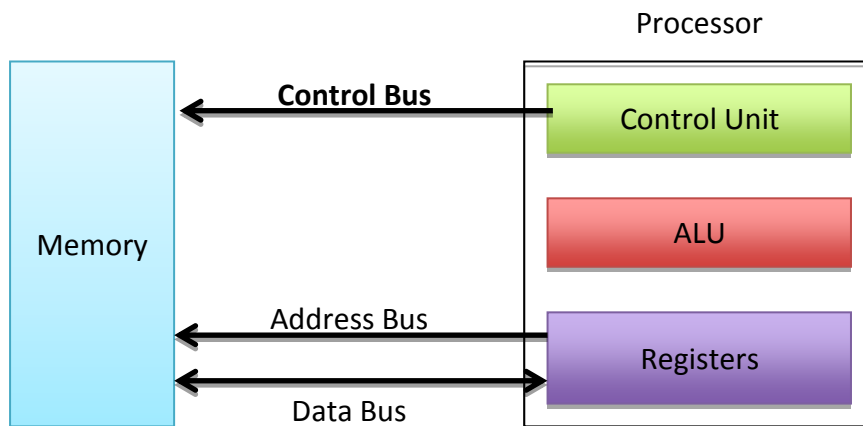 Processor
Control Bus
Control Unit
Memory
ALU
Address Bus
Registers
Data Bus